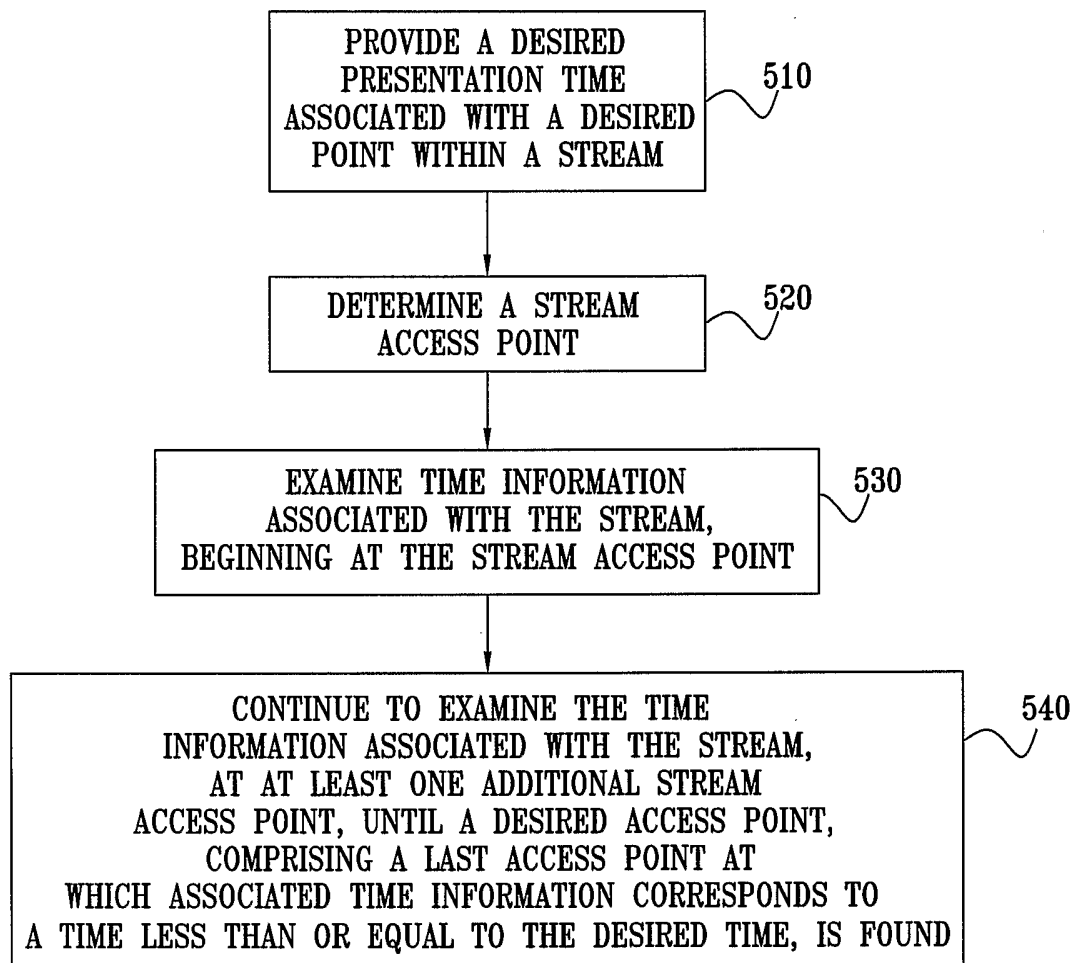 PROVIDE A DESIRED
PRESENTATION TIME
ASSOCIATED WITH A DESIRED
POINT WITHIN A STREAM
510
DETERMINE A STREAM
ACCESS POINT
520
EXAMINE TIME INFORMATION
ASSOCIATED WITH THE STREAM,
BEGINNING AT THE STREAM ACCESS POINT
530
CONTINUE TO EXAMINE THE TIME
INFORMATION ASSOCIATED WITH THE STREAM,
AT AT LEAST ONE ADDITIONAL STREAM
ACCESS POINT, UNTIL A DESIRED ACCESS POINT,
COMPRISING A LAST ACCESS POINT AT
WHICH ASSOCIATED TIME INFORMATION CORRESPONDS TO
A TIME LESS THAN OR EQUAL TO THE DESIRED TIME, IS FOUND
540